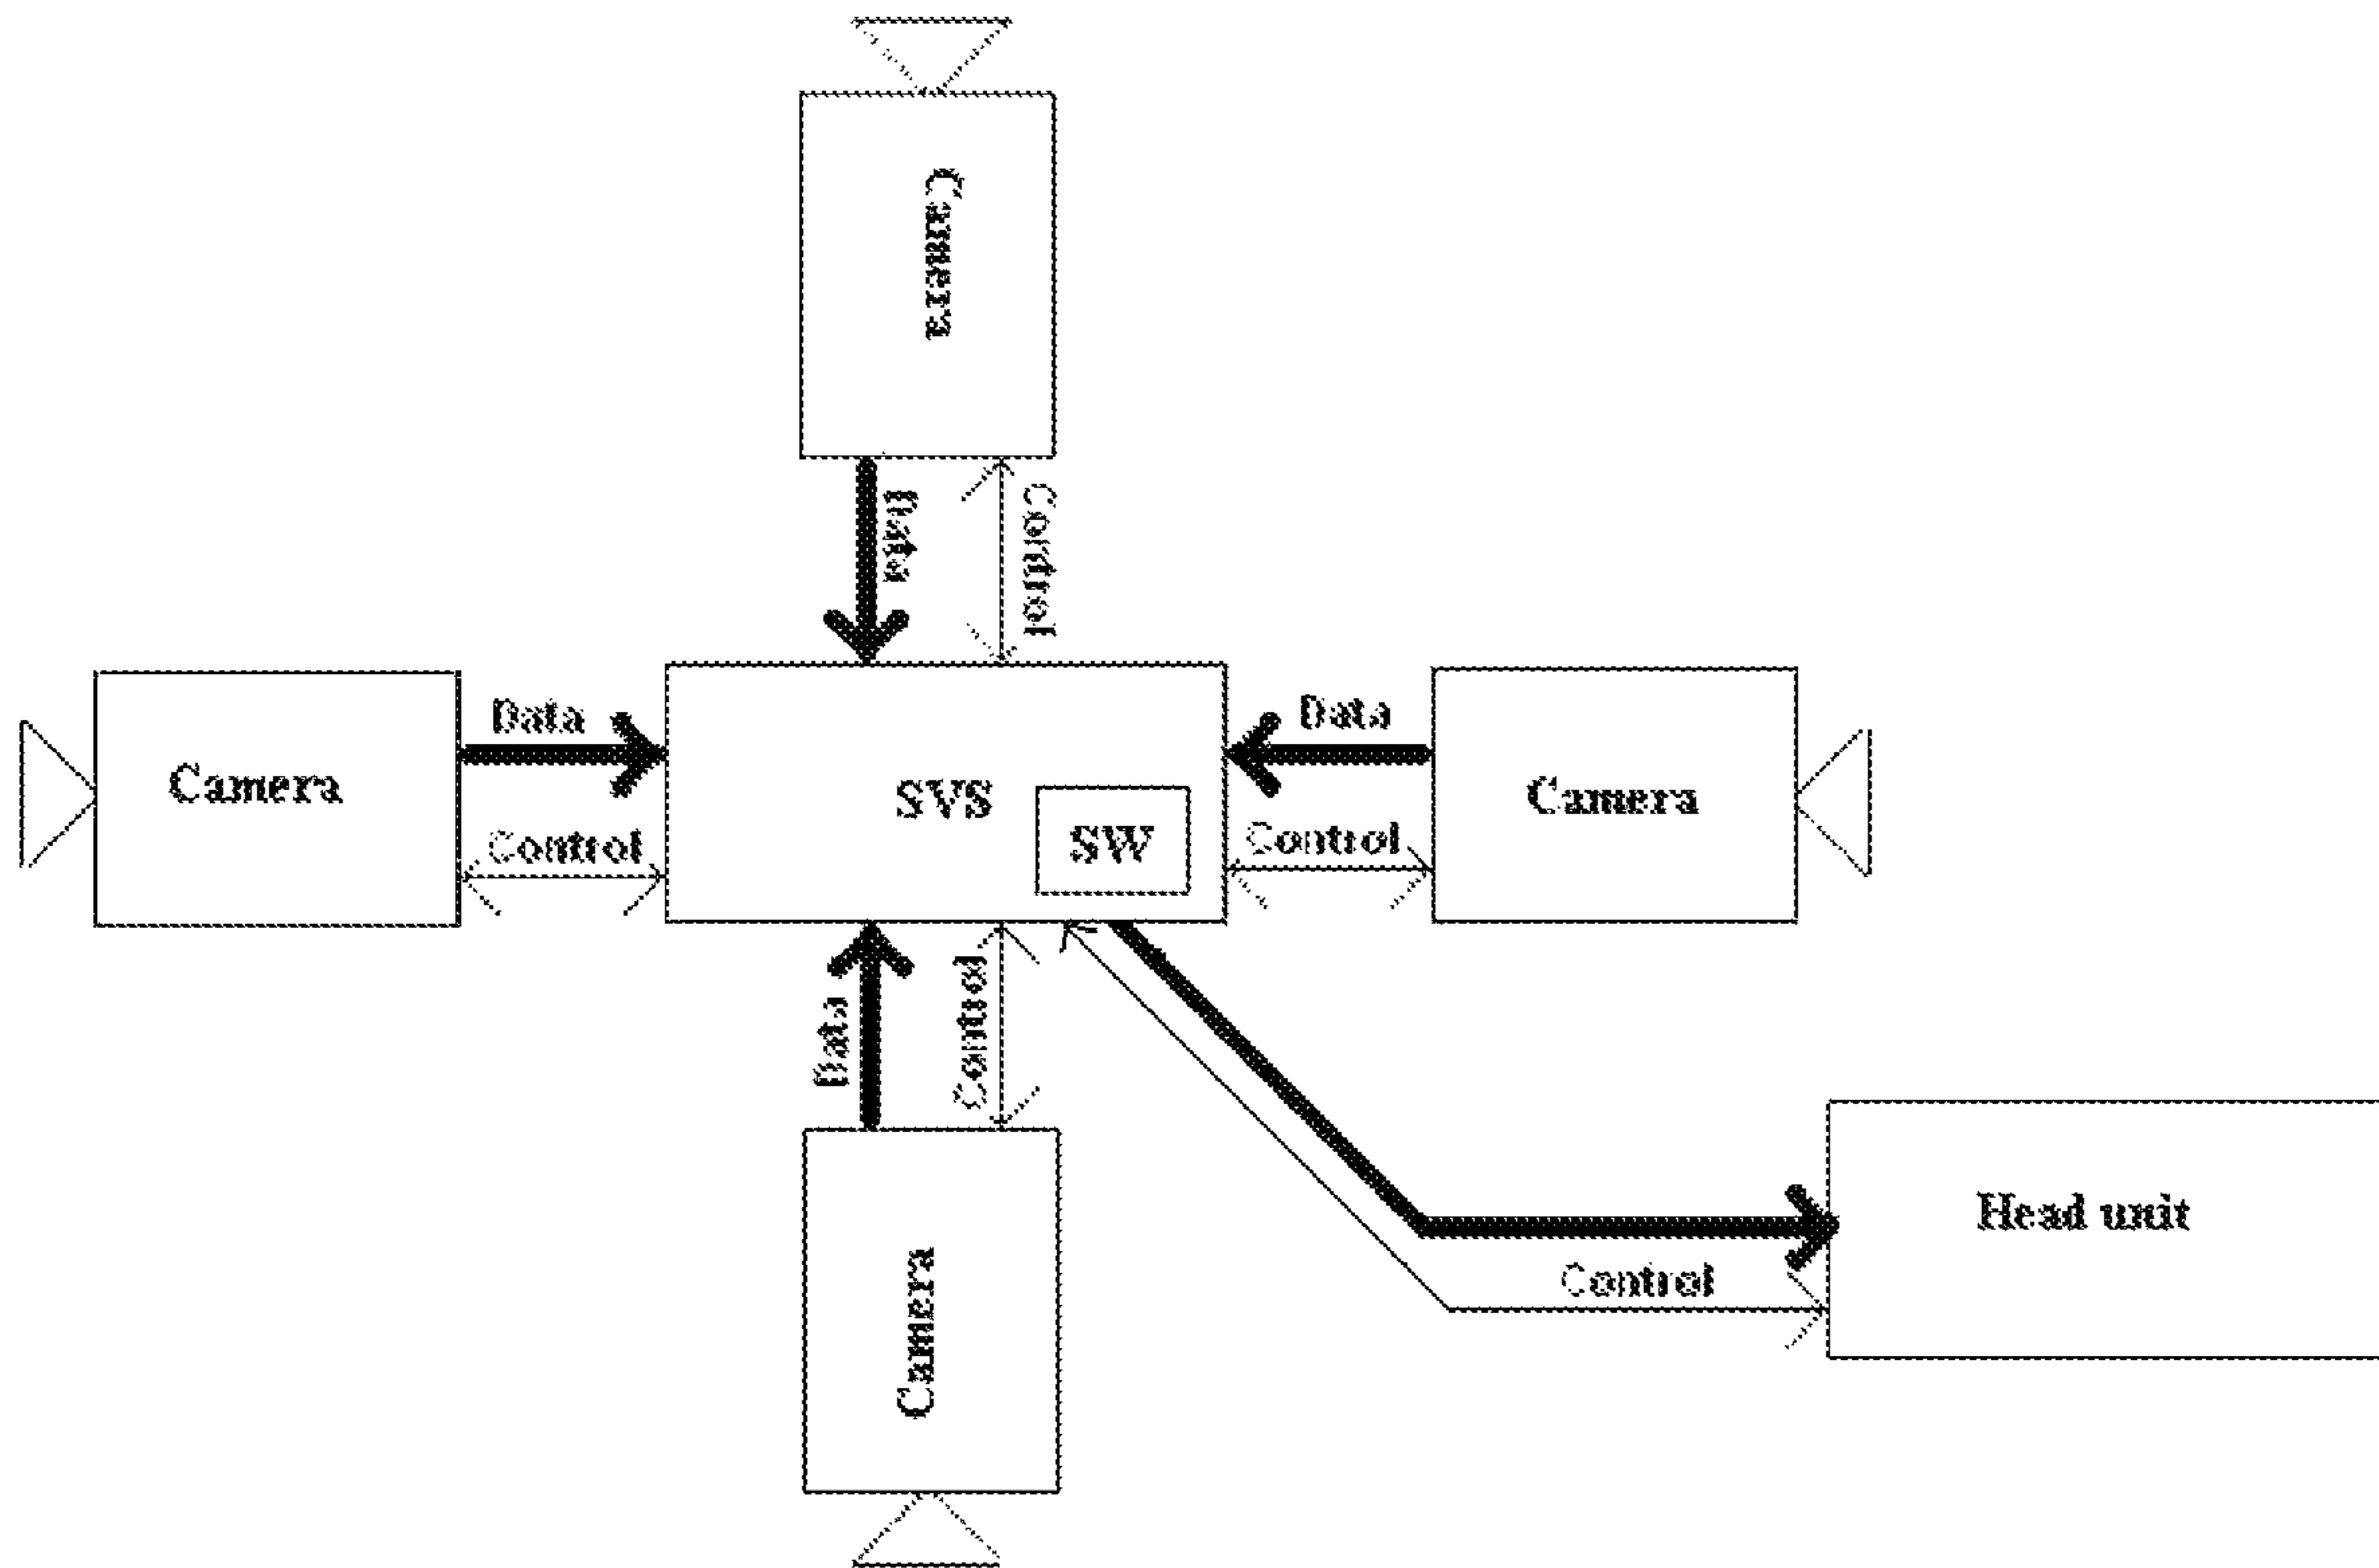 Camera
Data
Control
Data
Data
Camera
SVS
Camera
SW
Control
Control
Data
Control
Head unit
Control
Camera